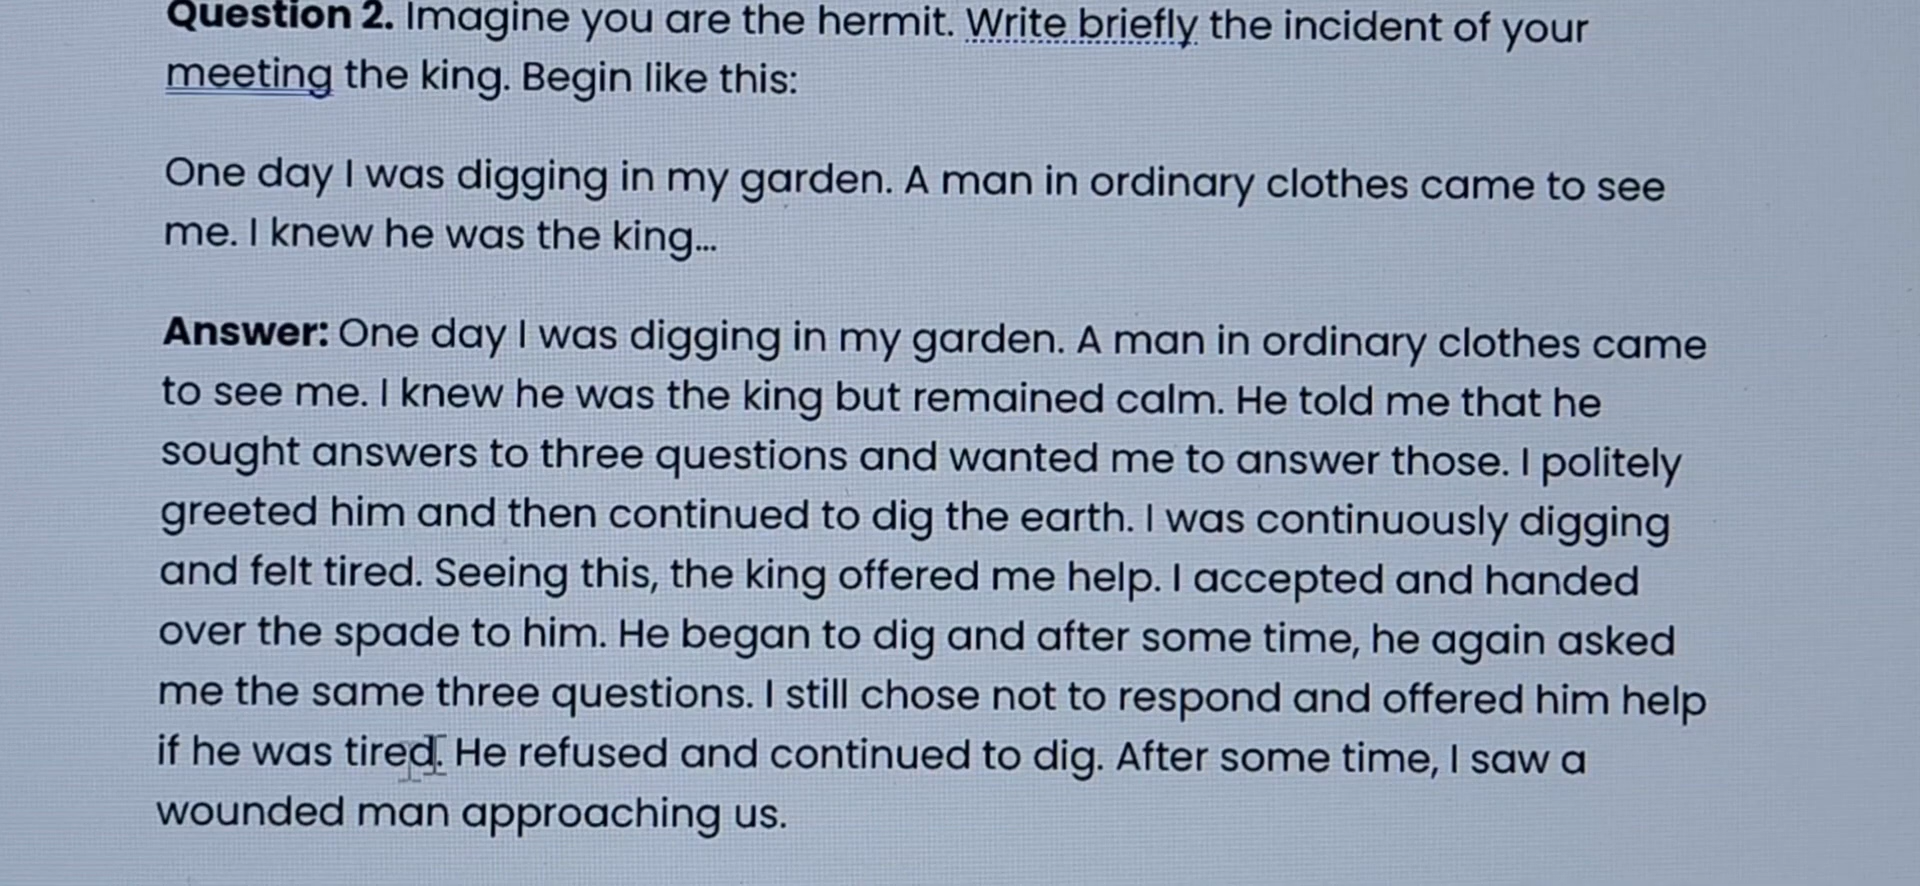 Question 2. Imagine you are the hermit. Write briefly the incident of your
meeting the king. Begin like this:
One day I was digging in my garden. A man in ordinary clothes came to see
me. I knew he was the king...
Answer: One day I was digging in my garden. A man in ordinary clothes came
to see me. I knew he was the king but remained calm. He told me that he
sought answers to three questions and wanted me to answer those. I politely
greeted him and then continued to dig the earth. I was continuously digging
and felt tired. Seeing this, the king offered me help. I accepted and handed
over the spade to him. He began to dig and after some time, he again asked
me the same three questions. I still chose not to respond and offered him help
if he was tired. He refused and continued to dig. After some time, I saw a
wounded man approaching us.